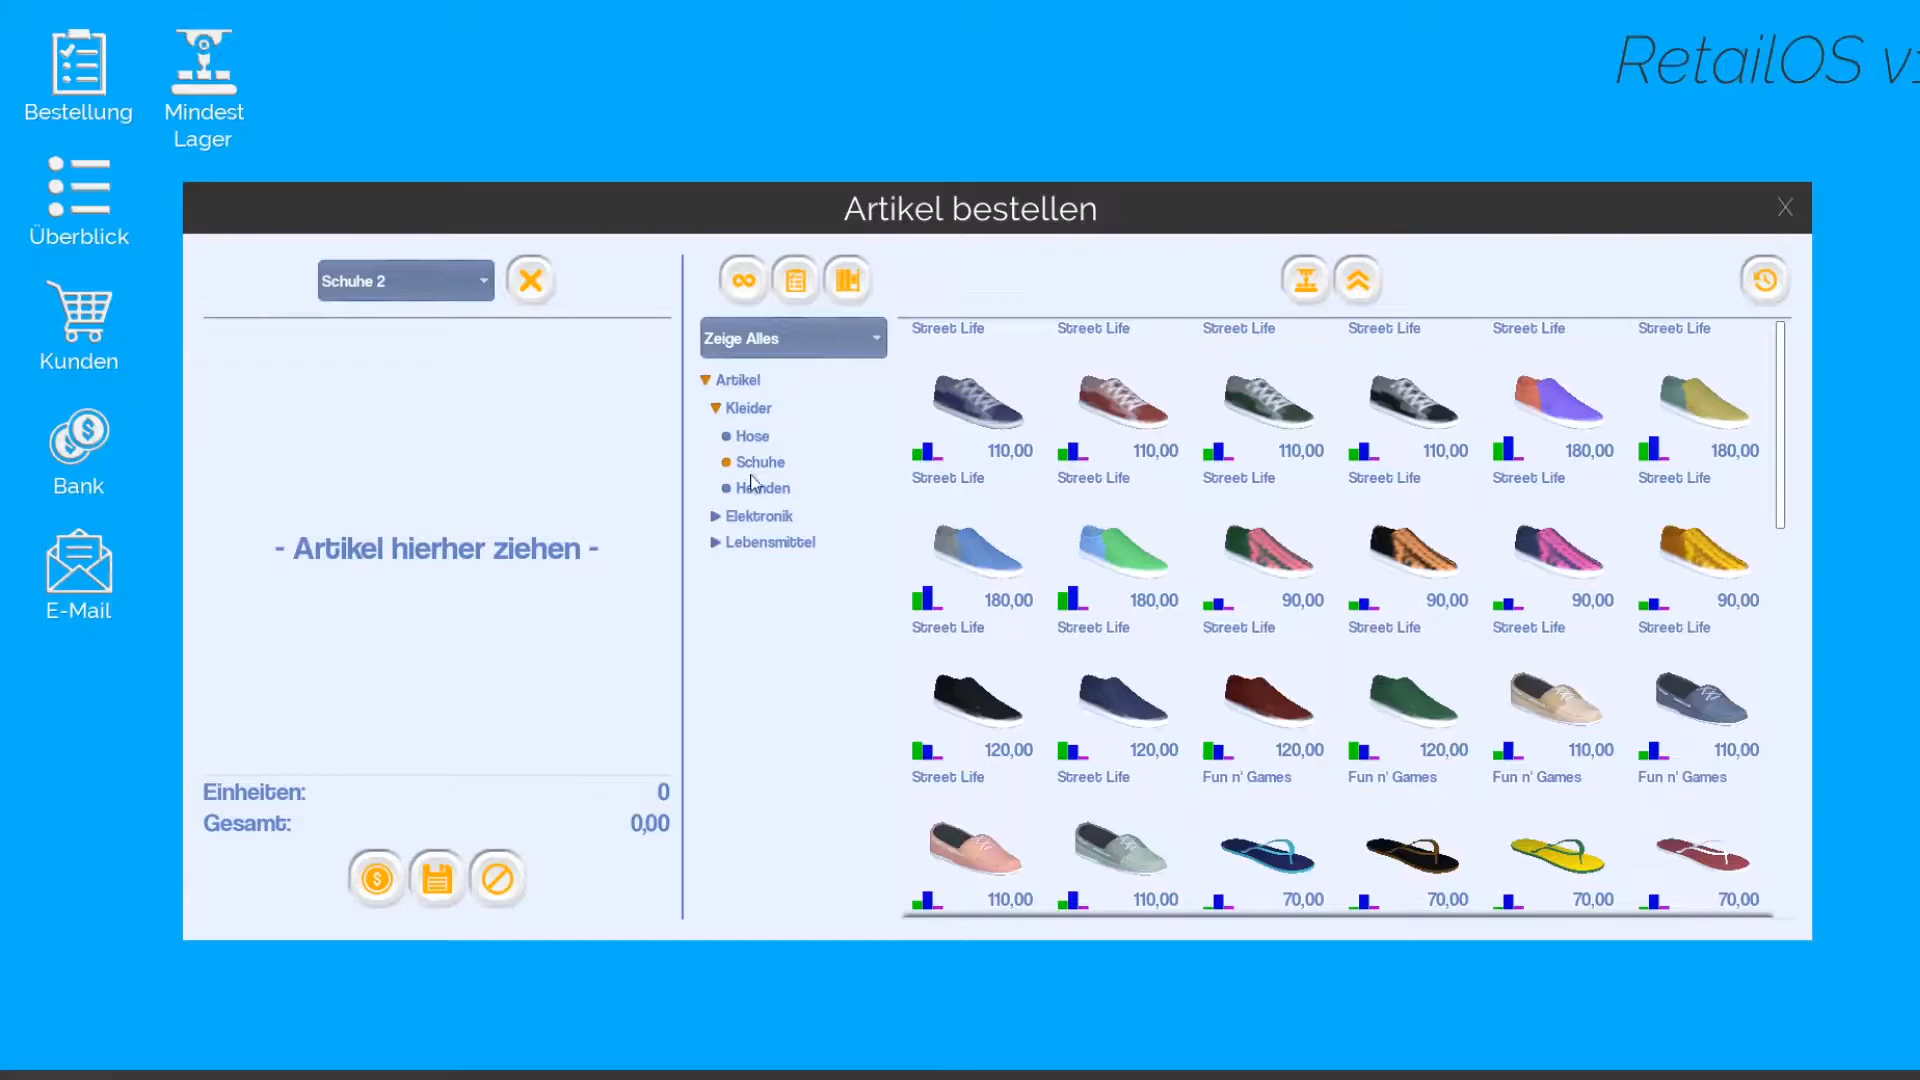 RetailOS v1
Bestellung
Mindest
Lager
Überblick
Kunden
Bank
E-Mail
Artikel bestellen
X
Schuhe 2
- Artikel hierher ziehen -
Einheiten: 0
Gesamt: 0,00
Zeige Alles
Artikel
Kleider
Hose
Schuhe
Hemden
Elektronik
Lebensmittel
Street Life Street Life Street Life Street Life Street Life Street Life
110,00 110,00 110,00 110,00 180,00 180,00
Street Life Street Life Street Life Street Life Street Life Street Life
180,00 180,00 90,00 90,00 90,00 90,00
Street Life Street Life Street Life Street Life Street Life Street Life
120,00 120,00 120,00 120,00 110,00 110,00
Street Life Street Life Fun n' Games Fun n' Games Fun n' Games Fun n' Games
110,00 110,00 70,00 70,00 70,00 70,00